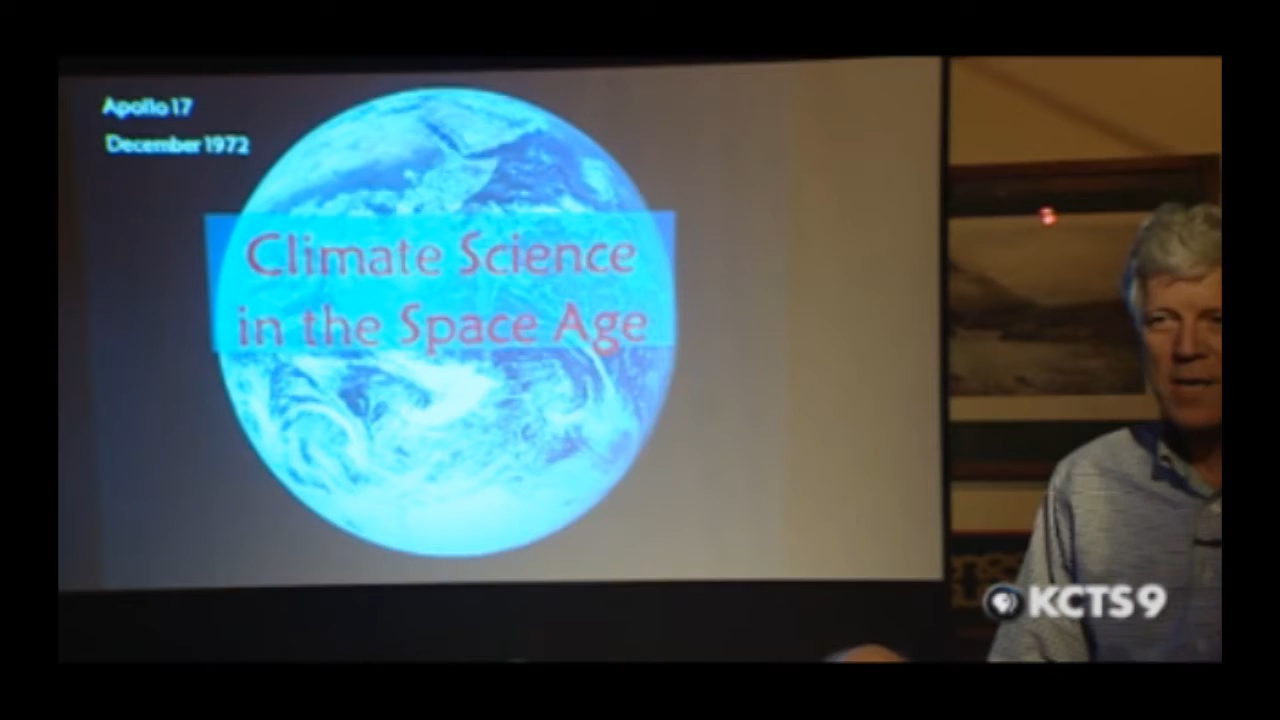 Apollo 17
December 1972
Climate Science
in the Space Age
KCTS9